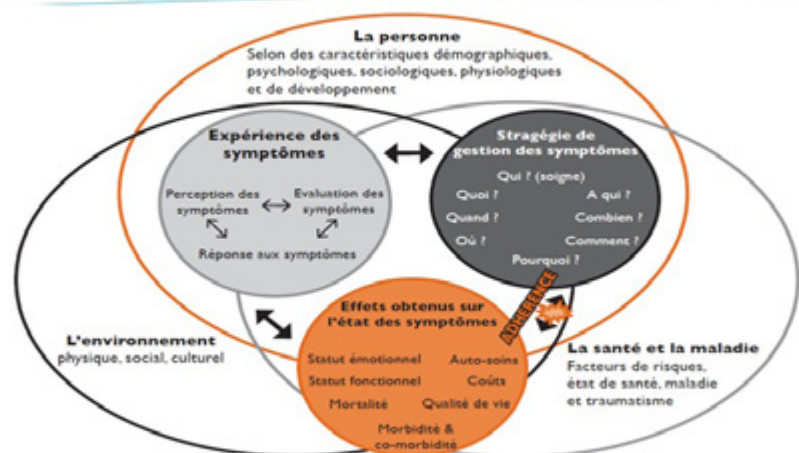 La personne
Selon des caractéristiques démographiques,
psychologiques, sociologiques, physiologiques
et de développement
Expérience des
symptômes
Perception des
symptômes
Evaluation des
symptômes
Réponse aux symptômes
Stragégie de
gestion des symptômes
Qui ? (soigne)
Quoi ?
A qui ?
Quand ?
Combien ?
Où ?
Comment ?
Pourquoi ?
ADHERENCE
Effets obtenus sur
l'état des symptômes
Statut émotionnel
Auto-soins
Statut fonctionnel
Coûts
Mortalité
Qualité de vie
Morbidité &
co-morbidité
L'environnement
physique, social, culturel
La santé et la maladie
Facteurs de risques,
état de santé, maladie
et traumatisme